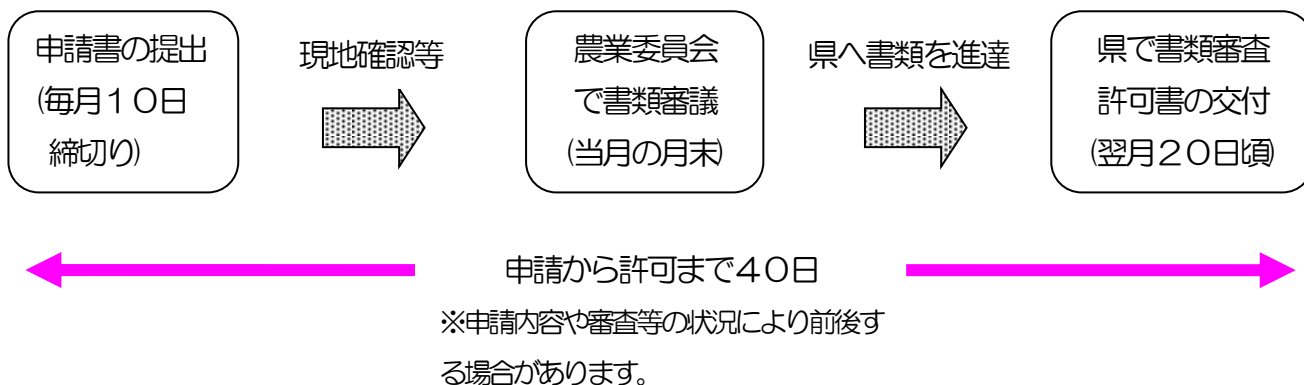 申請書の提出
(毎月１０日
締切り)
現地確認等
農業委員会
で書類審議
(当月の月末)
県へ書類を進達
県で書類審査
許可書の交付
(翌月２０日頃)
申請から許可まで４０日
※申請内容や審査等の状況により前後す
る場合があります。